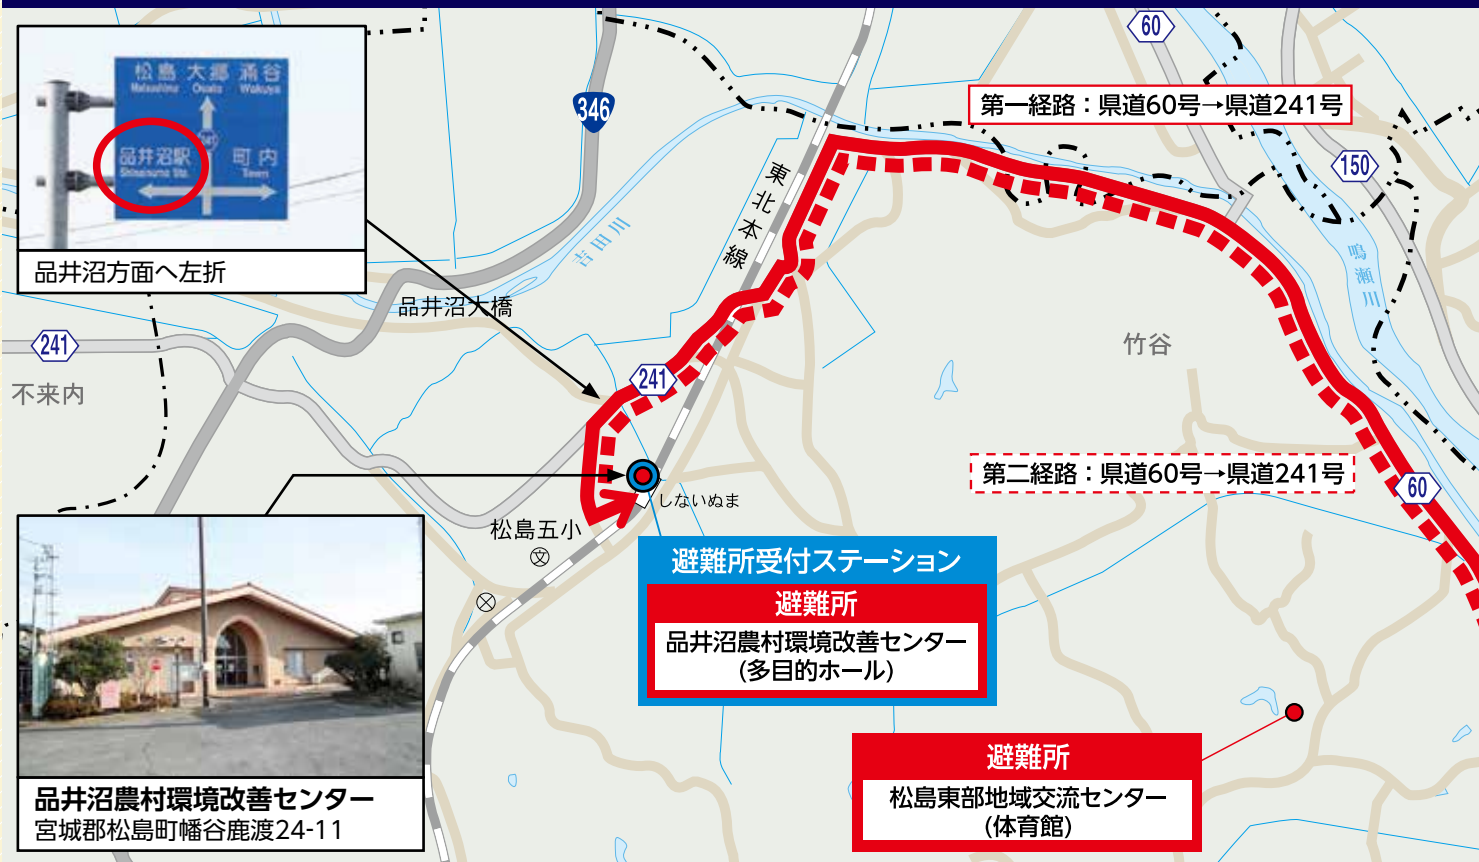 松島 大郷 涌谷
Matsushima Osato Wakuya
品井沼駅
Shinainuma Sta.
町内
Town
品井沼方面へ左折
346
60
第一経路：県道60号→県道241号
150
東北本線
吉田川
鳴瀬川
品井沼大橋
241
不来内
241
竹谷
第二経路：県道60号→県道241号
60
しないぬま
松島五小
文
避難所受付ステーション
避難所
品井沼農村環境改善センター
(多目的ホール)
避難所
松島東部地域交流センター
(体育館)
品井沼農村環境改善センター
宮城郡松島町幡谷鹿渡24-11